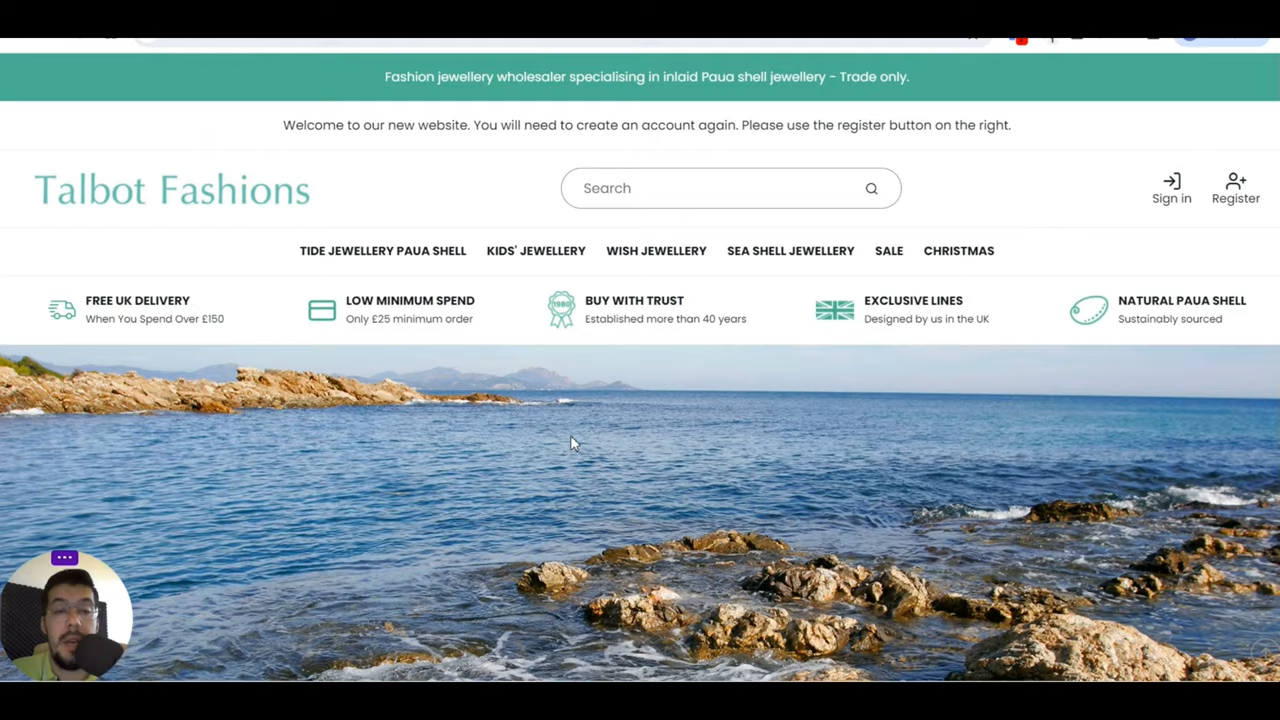 Fashion jewellery wholesaler specialising in inlaid Paua shell jewellery - Trade only.
Welcome to our new website. You will need to create an account again. Please use the register button on the right.
Talbot Fashions
Search
Sign in
Register
TIDE JEWELLERY PAUA SHELL
KIDS' JEWELLERY
WISH JEWELLERY
SEA SHELL JEWELLERY
SALE
CHRISTMAS
FREE UK DELIVERY
When You Spend Over £150
LOW MINIMUM SPEND
Only £25 minimum order
1980
BUY WITH TRUST
Established more than 40 years
EXCLUSIVE LINES
Designed by us in the UK
NATURAL PAUA SHELL
Sustainably sourced